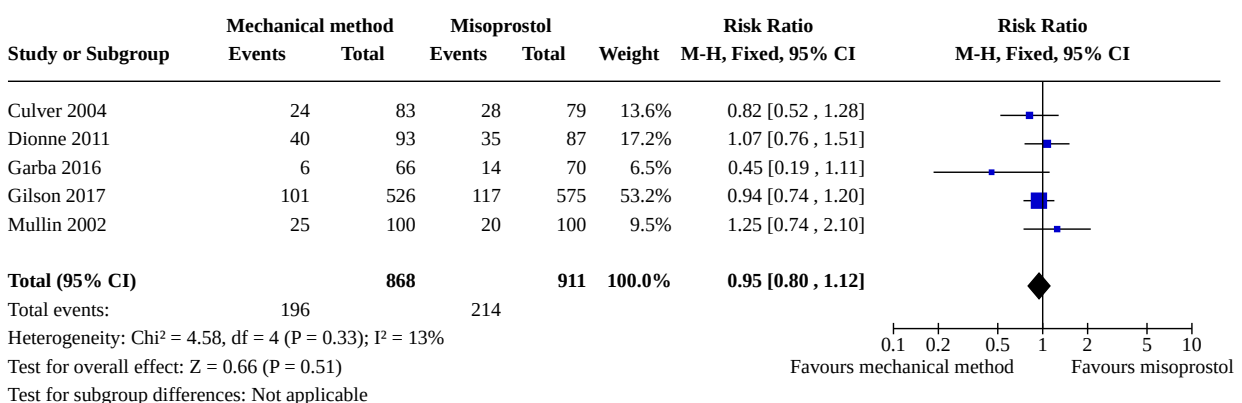 Mechanical method Misoprostol Risk Ratio Risk Ratio
Study or Subgroup Events Total Events Total Weight M-H, Fixed, 95% CI M-H, Fixed, 95% CI
Culver 2004 24 83 28 79 13.6% 0.82 [0.52 , 1.28]
Dionne 2011 40 93 35 87 17.2% 1.07 [0.76 , 1.51]
Garba 2016 6 66 14 70 6.5% 0.45 [0.19 , 1.11]
Gilson 2017 101 526 117 575 53.2% 0.94 [0.74 , 1.20]
Mullin 2002 25 100 20 100 9.5% 1.25 [0.74 , 2.10]
Total (95% CI) 868 911 100.0% 0.95 [0.80 , 1.12]
Total events: 196 214
Heterogeneity: Chi² = 4.58, df = 4 (P = 0.33); I² = 13%
0.1 0.2 0.5 1 2 5 10
Test for overall effect: Z = 0.66 (P = 0.51) Favours mechanical method Favours misoprostol
Test for subgroup differences: Not applicable